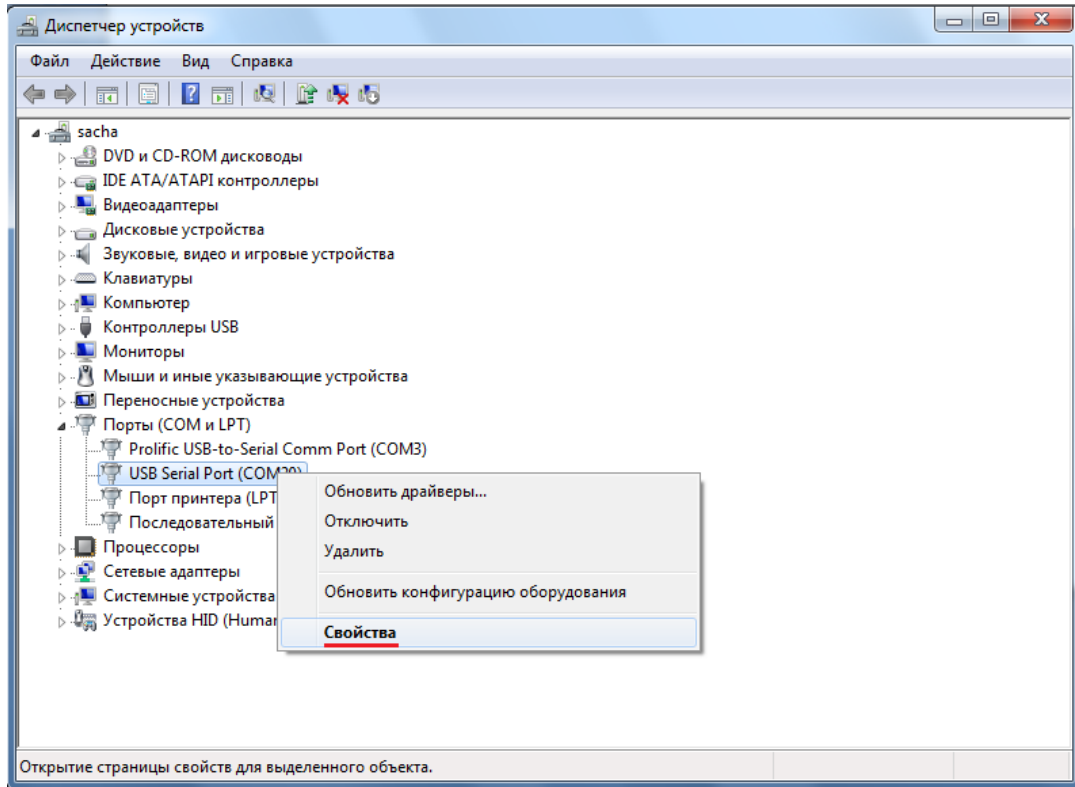 Диспетчер устройств
Файл Действие Вид Справка
sacha
DVD и CD-ROM дисководы
IDE ATA/ATAPI контроллеры
Видеоадаптеры
Дисковые устройства
Звуковые, видео и игровые устройства
Клавиатуры
Компьютер
Контроллеры USB
Мониторы
Мыши и иные указывающие устройства
Переносные устройства
Порты (COM и LPT)
Prolific USB-to-Serial Comm Port (COM3)
USB Serial Port
Порт принтера (LPT
Последовательный
Процессоры
Сетевые адаптеры
Системные устройства
Устройства HID (Human
Обновить драйверы...
Отключить
Удалить
Обновить конфигурацию оборудования
Свойства
Открытие страницы свойств для выделенного объекта.